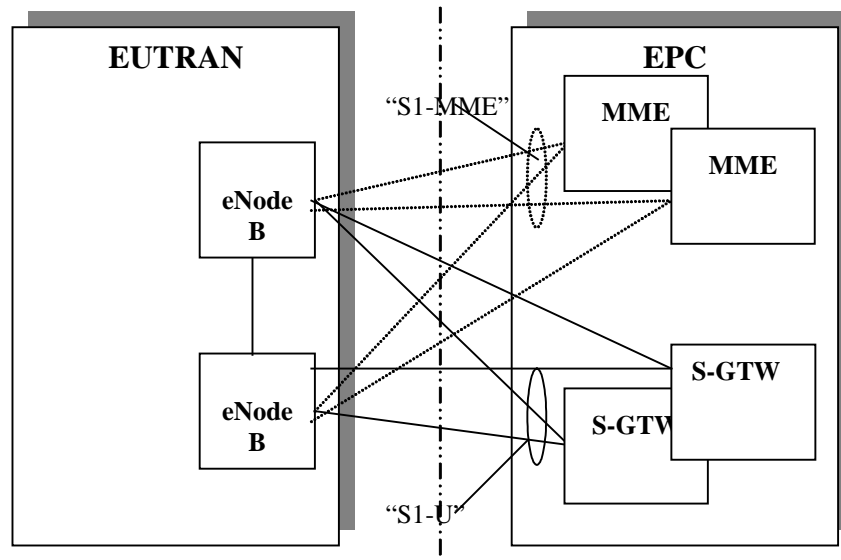 EUTRAN
EPC
“S1-MME”
MME
MME
eNode
B
S-GTW
eNode
B
S-GTW
“S1-U”